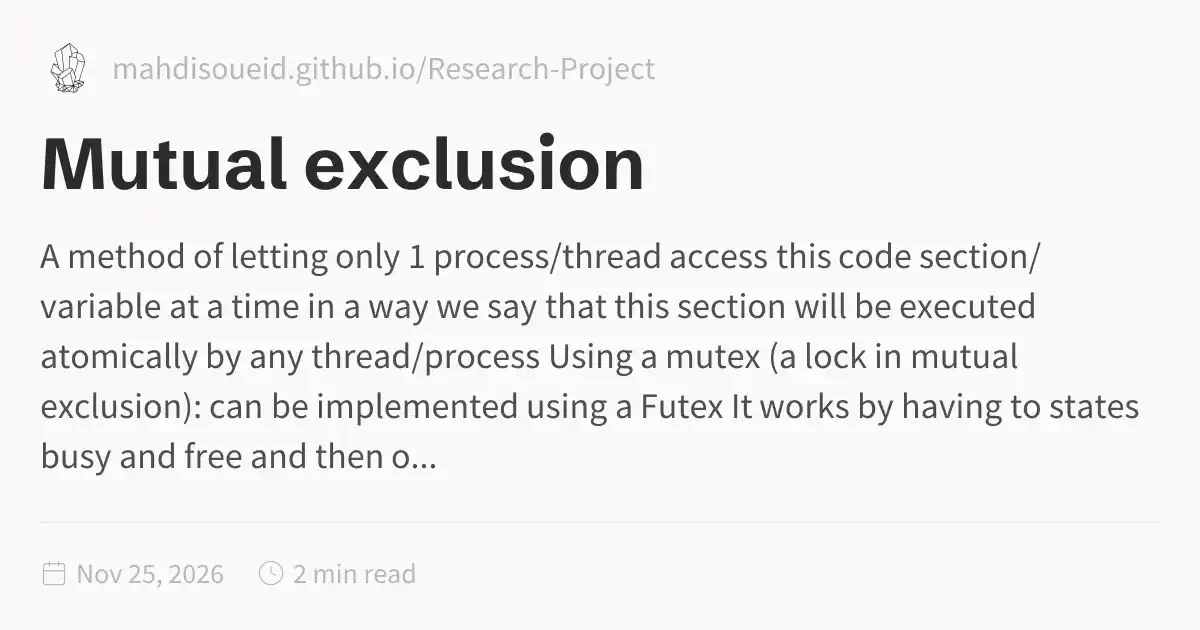 mahdisoueid.github.io/Research-Project
Mutual exclusion
A method of letting only 1 process/thread access this code section/
variable at a time in a way we say that this section will be executed
atomically by any thread/process Using a mutex (a lock in mutual
exclusion): can be implemented using a Futex It works by having to states
busy and free and then o...
Nov 25, 2026 2 min read